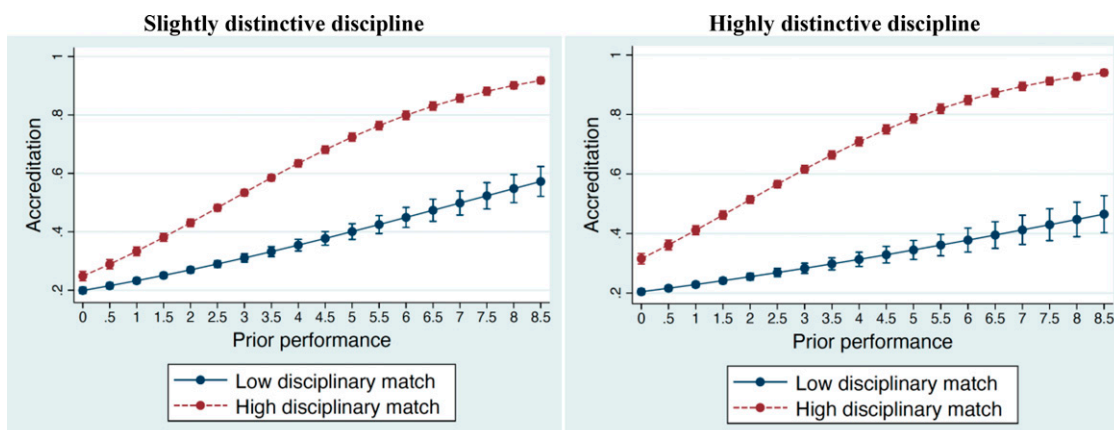 Slightly distinctive discipline
Accreditation
1
.8
.6
.4
.2
0 .5 1 1.5 2 2.5 3 3.5 4 4.5 5 5.5 6 6.5 7 7.5 8 8.5
Prior performance
Low disciplinary match
High disciplinary match
Highly distinctive discipline
Accreditation
1
.8
.6
.4
.2
0 .5 1 1.5 2 2.5 3 3.5 4 4.5 5 5.5 6 6.5 7 7.5 8 8.5
Prior performance
Low disciplinary match
High disciplinary match